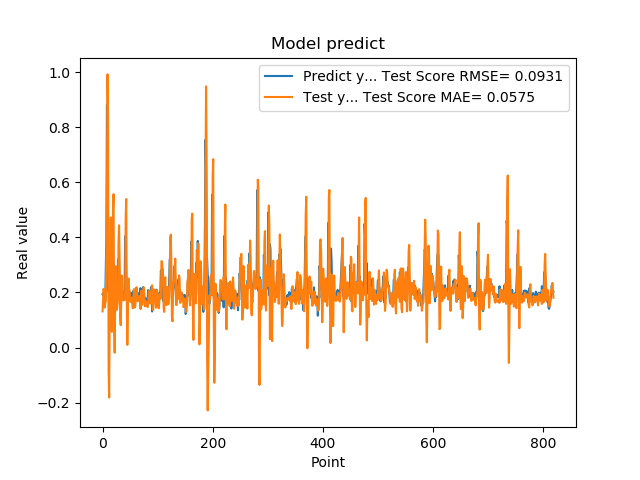 Model predict
Predict y... Test Score RMSE= 0.0931
Test y... Test Score MAE= 0.0575
Real value
1.0
0.8
0.6
0.4
0.2
0.0
−0.2
0 200 400 600 800
Point